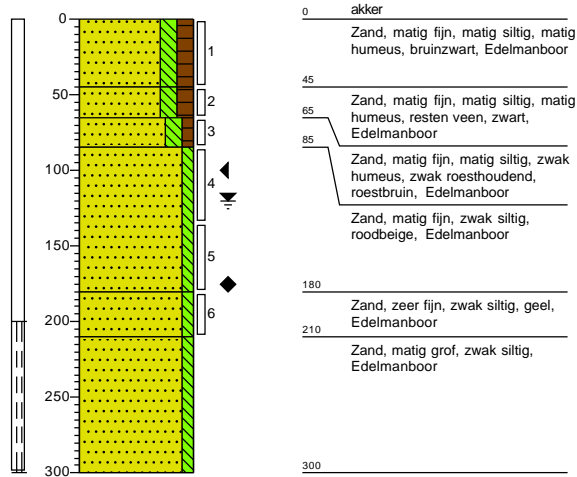 0
50
100
150
200
250
300
1
2
3
4
5
6
0 akker
Zand, matig fijn, matig siltig, matig
humeus, bruinzwart, Edelmanboor
45
Zand, matig fijn, matig siltig, matig
humeus, resten veen, zwart,
Edelmanboor
65
Zand, matig fijn, matig siltig, zwak
humeus, zwak roesthoudend,
roestbruin, Edelmanboor
85
Zand, matig fijn, zwak siltig,
roodbeige, Edelmanboor
180
Zand, zeer fijn, zwak siltig, geel,
Edelmanboor
210
Zand, matig grof, zwak siltig,
Edelmanboor
300